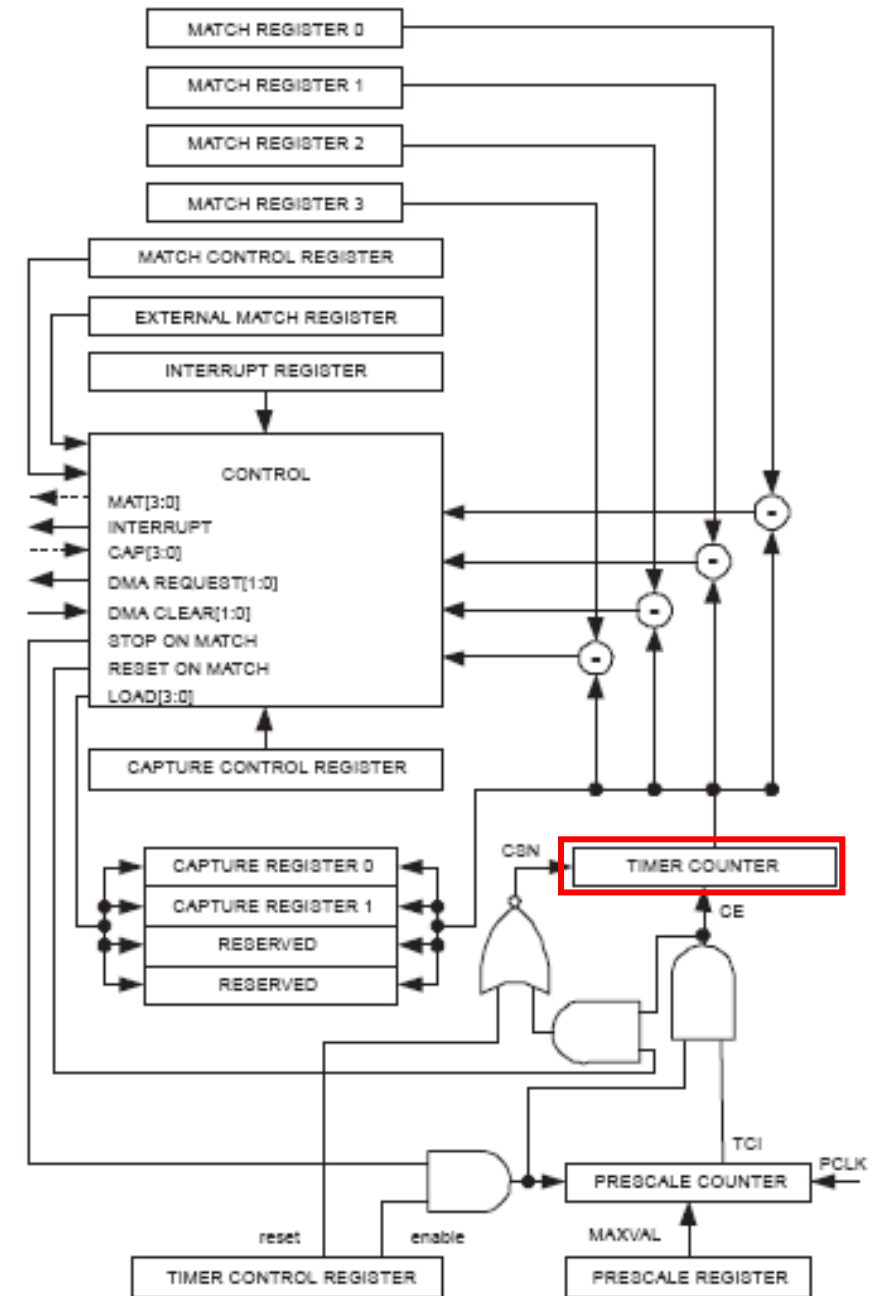 MATCH REGISTER 0
MATCH REGISTER 1
MATCH REGISTER 2
MATCH REGISTER 3
MATCH CONTROL REGISTER
EXTERNAL MATCH REGISTER
INTERRUPT REGISTER
CONTROL
MAT[3:0]
INTERRUPT
CAP[3:0]
DMA REQUEST[1:0]
DMA CLEAR[1:0]
STOP ON MATCH
RESET ON MATCH
LOAD[3:0]
-
-
-
-
CAPTURE CONTROL REGISTER
CSN
TIMER COUNTER
CAPTURE REGISTER 0
CAPTURE REGISTER 1
RESERVED
RESERVED
CE
TCI
PCLK
PRESCALE COUNTER
reset
enable
MAXVAL
TIMER CONTROL REGISTER
PRESCALE REGISTER